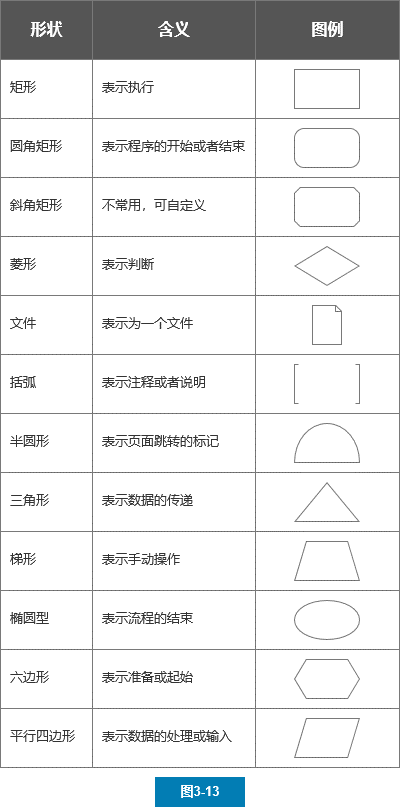 形状 含义 图例
矩形 表示执行
圆角矩形 表示程序的开始或者结束
斜角矩形 不常用，可自定义
菱形 表示判断
文件 表示为一个文件
括弧 表示注释或者说明
半圆形 表示页面跳转的标记
三角形 表示数据的传递
梯形 表示手动操作
椭圆型 表示流程的结束
六边形 表示准备或起始
平行四边形 表示数据的处理或输入
图3-13